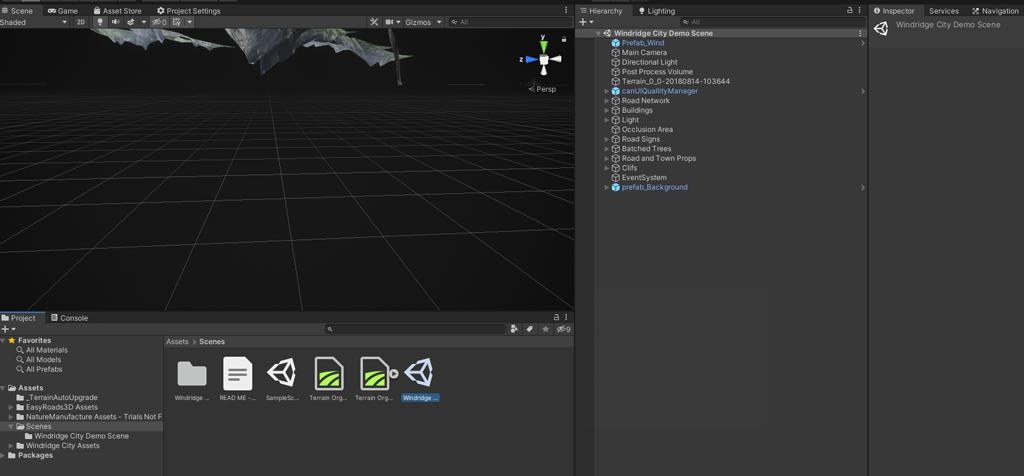 Scene Game Asset Store Project Settings
Shaded 2D 0 Gizmos All
y
z
Persp
Hierarchy Lighting
All
Windridge City Demo Scene
Prefab_Wind
Main Camera
Directional Light
Post Process Volume
Terrain_0_0-20180814-103644
canUIQuallityManager
Road Network
Buildings
Light
Occlusion Area
Road Signs
Batched Trees
Road and Town Props
Clifs
EventSystem
prefab_Background
Inspector Services Navigation
Windridge City Demo Scene
Project Console
9
Favorites
All Materials
All Models
All Prefabs
Assets
_TerrainAutoUpgrade
EasyRoads3D Assets
NatureManufacture Assets - Trials Not F
Scenes
Windridge City Demo Scene
Windridge City Assets
Packages
Assets > Scenes
Windridge ... READ ME -... SampleSc... Terrain Org... Terrain Org... Windridge ...